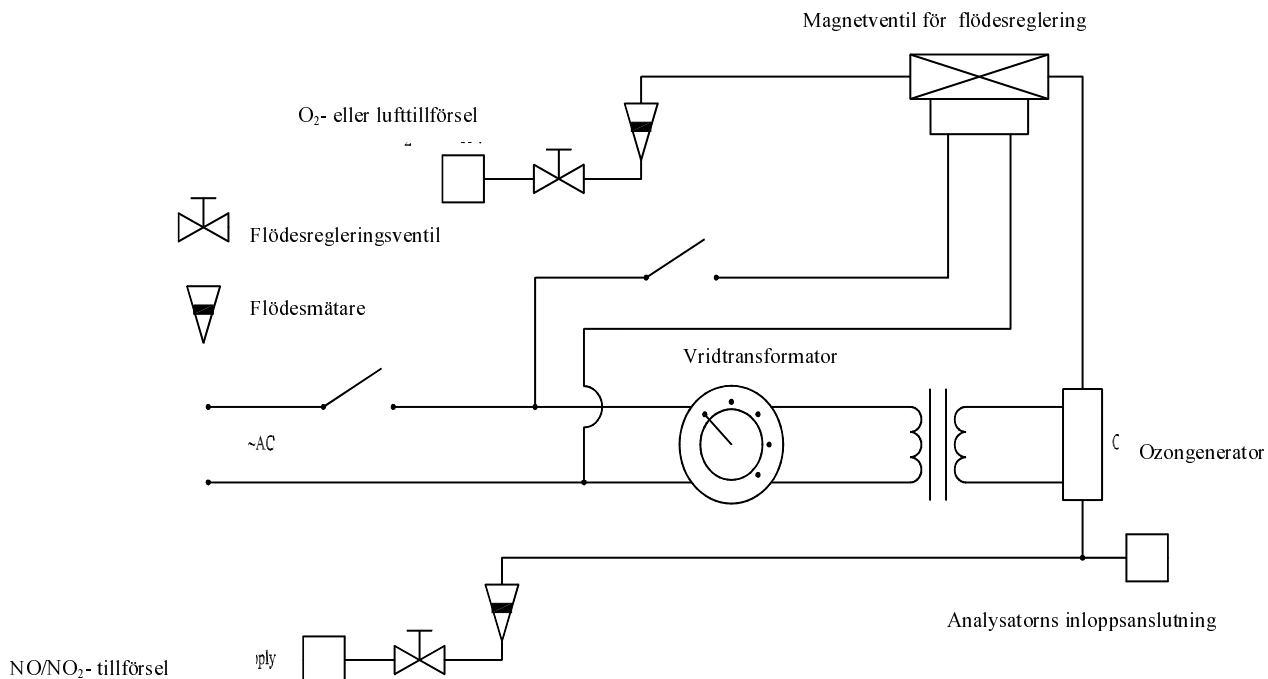 Magnetventil för flödesreglering
O₂- eller lufttillförsel
Flödesregleringsventil
Flödesmätare
Vridtransformator
~AC
Ozongenerator
Analysatorns inloppsanslutning
NO/NO₂- tillförsel